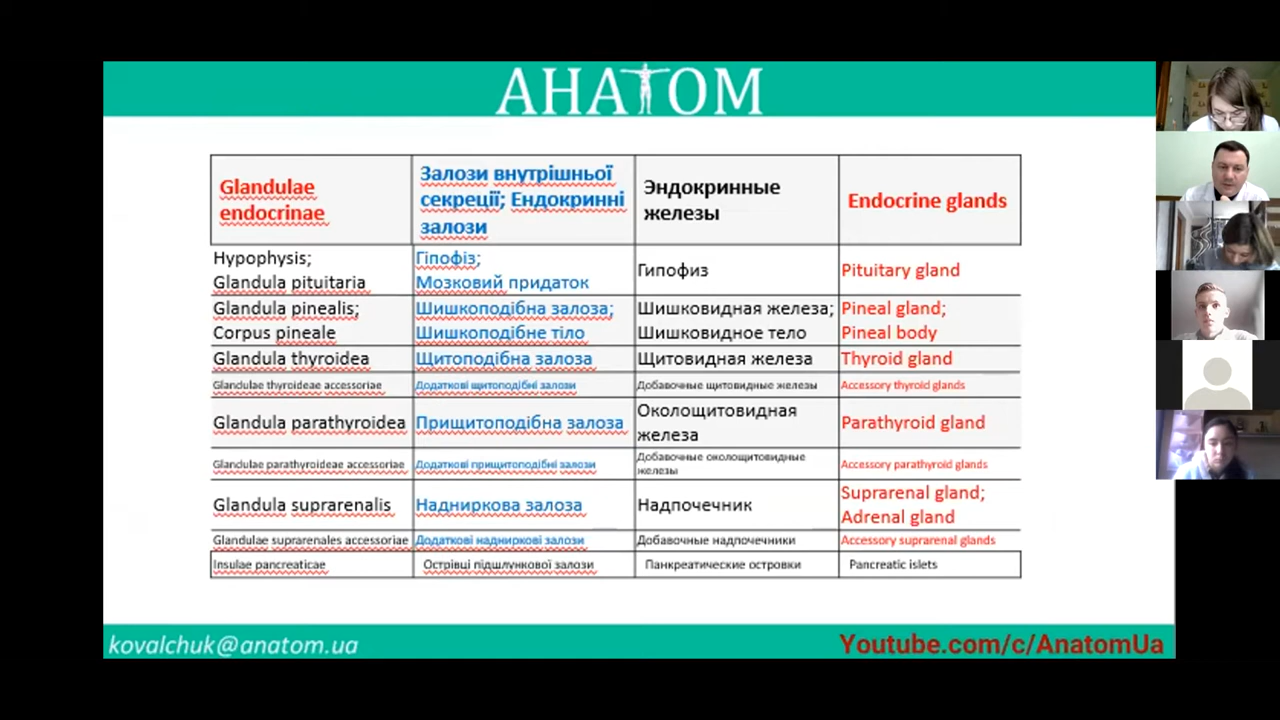 АНАТОМ
Glandulae
endocrinae
Залози внутрішньої
секреції; Ендокринні
залози
Эндокринные
железы
Endocrine glands
Hypophysis;
Glandula pituitaria
Гіпофіз;
Мозковий придаток
Гипофиз
Pituitary gland
Glandula pinealis;
Corpus pineale
Шишкоподібна залоза;
Шишкоподібне тіло
Шишковидная железа;
Шишковидное тело
Pineal gland;
Pineal body
Glandula thyroidea
Щитоподібна залоза
Щитовидная железа
Thyroid gland
Glandulae thyroideae accessoriae
Додаткові щитоподібні залози
Добавочные щитовидные железы
Accessory thyroid glands
Glandula parathyroidea
Прищитоподібна залоза
Околощитовидная
железа
Parathyroid gland
Glandulae parathyroideae accessoriae
Додаткові прищитоподібні залози
Добавочные околощитовидные
железы
Accessory parathyroid glands
Glandula suprarenalis
Надниркова залоза
Надпочечник
Suprarenal gland;
Adrenal gland
Glandulae suprarenales accessoriae
Додаткові надниркові залози
Добавочные надпочечники
Accessory suprarenal glands
Insulae pancreaticae
Острівці підшлункової залози
Панкреатические островки
Pancreatic islets
kovalchuk@anatom.ua
Youtube.com/c/AnatomUa